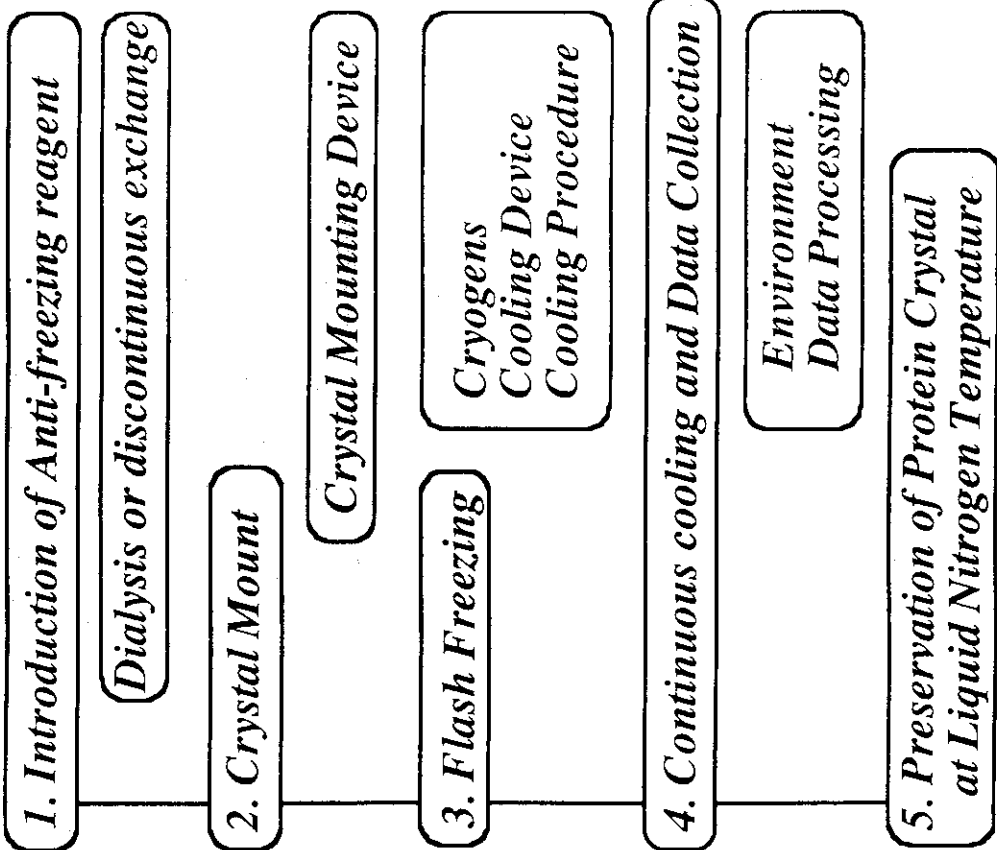 1. Introduction of Anti-freezing reagent
Dialysis or discontinuous exchange
2. Crystal Mount
Crystal Mounting Device
3. Flash Freezing
Cryogens
Cooling Device
Cooling Procedure
4. Continuous cooling and Data Collection
Environment
Data Processing
5. Preservation of Protein Crystal
at Liquid Nitrogen Temperature